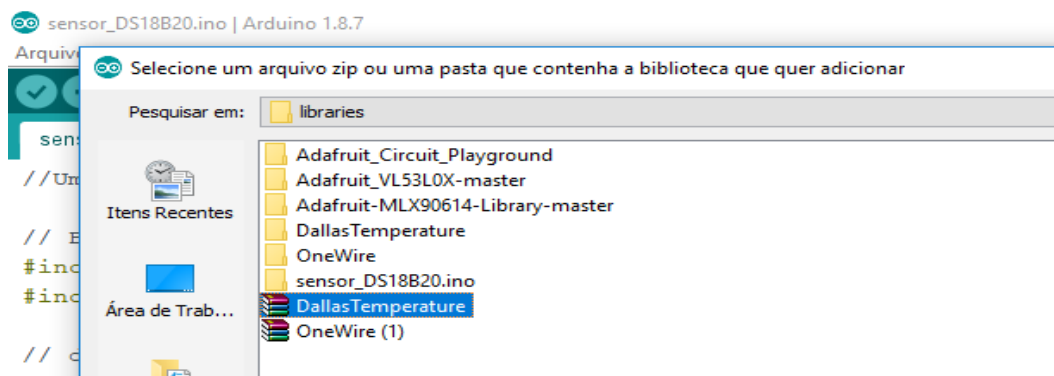 sensor_DS18B20.ino | Arduino 1.8.7
Arquiv
Selecione um arquivo zip ou uma pasta que contenha a biblioteca que quer adicionar
Pesquisar em:
libraries
sens
//Um
// E
#inc
#inc
// d
Itens Recentes
Área de Trab...
Adafruit_Circuit_Playground
Adafruit_VL53L0X-master
Adafruit-MLX90614-Library-master
DallasTemperature
OneWire
sensor_DS18B20.ino
DallasTemperature
OneWire (1)